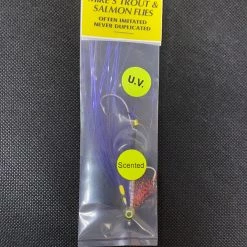 MIKE'S TROUT &
SALMON FLIES
OFTEN IMITATED
NEVER DUPLICATED
U.V.
Scented